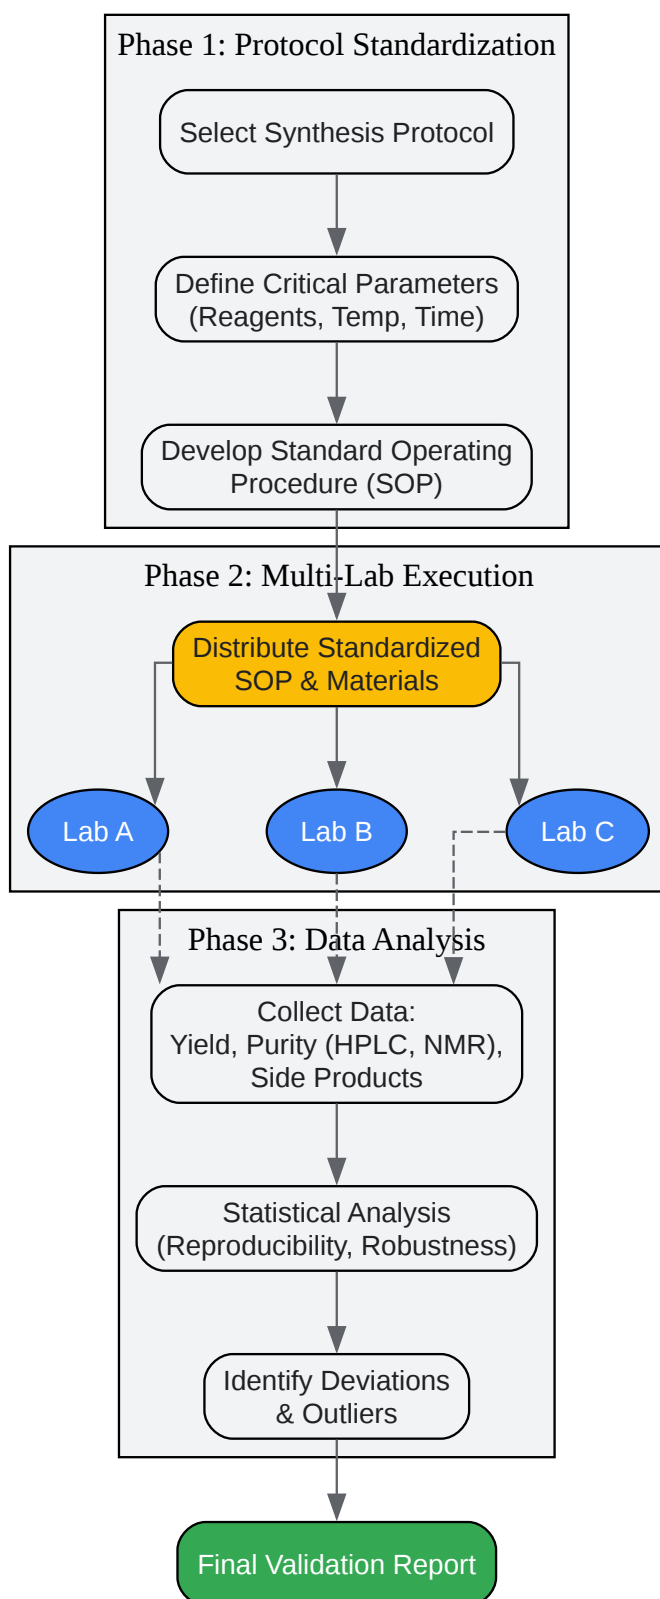 Phase 1: Protocol Standardization
Select Synthesis Protocol
Define Critical Parameters
(Reagents, Temp, Time)
Develop Standard Operating
Procedure (SOP)
Phase 2: Multi-Lab Execution
Distribute Standardized
SOP & Materials
Lab A
Lab B
Lab C
Phase 3: Data Analysis
Collect Data:
Yield, Purity (HPLC, NMR),
Side Products
Statistical Analysis
(Reproducibility, Robustness)
Identify Deviations
& Outliers
Final Validation Report